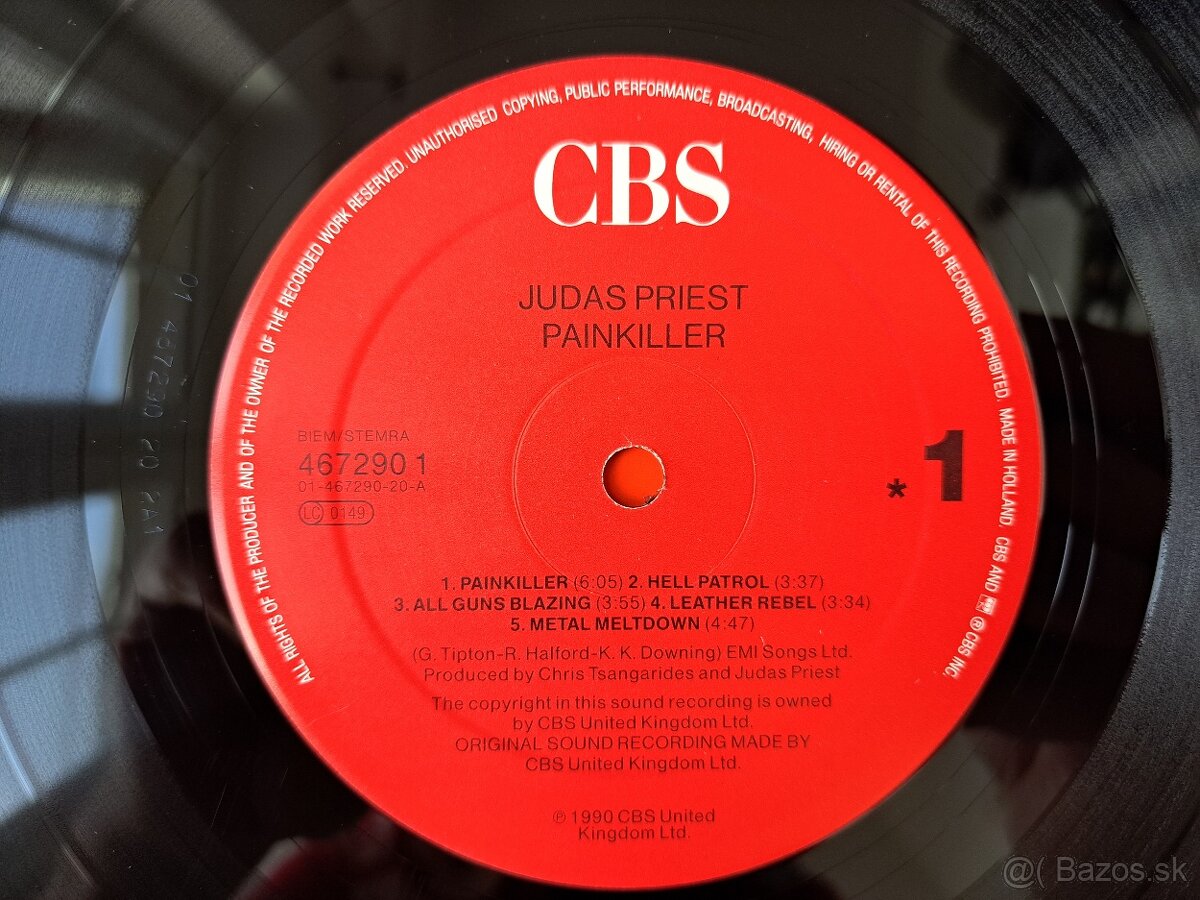 ALL RIGHTS OF THE PRODUCER AND OF THE OWNER OF THE RECORDED WORK RESERVED. UNAUTHORISED COPYING, PUBLIC PERFORMANCE, BROADCASTING, HIRING OR RENTAL OF THIS RECORDING PROHIBITED. MADE IN HOLLAND. CBS AND ℗ CBS INC.
CBS
JUDAS PRIEST
PAINKILLER
BIEM/STEMRA
467290 1
01-467290-20-A
LC 0149
* 1
01 467290 20 2A1
1. PAINKILLER (6:05) 2. HELL PATROL (3:37)
3. ALL GUNS BLAZING (3:55) 4. LEATHER REBEL (3:34)
5. METAL MELTDOWN (4:47)
(G. Tipton-R. Halford-K. K. Downing) EMI Songs Ltd.
Produced by Chris Tsangarides and Judas Priest
The copyright in this sound recording is owned
by CBS United Kingdom Ltd.
ORIGINAL SOUND RECORDING MADE BY
CBS United Kingdom Ltd.
℗ 1990 CBS United
Kingdom Ltd.
@( Bazos.sk